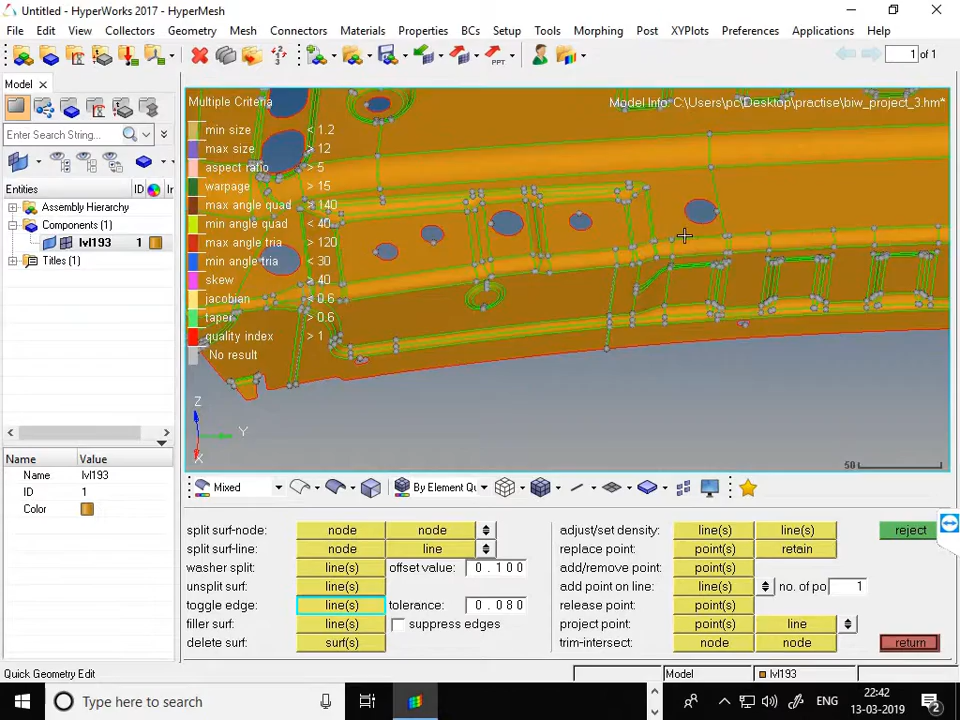 Untitled - HyperWorks 2017 - HyperMesh
File Edit View Collectors Geometry Mesh Connectors Materials Properties BCs Setup Tools Morphing Post XYPlots Preferences Applications Help
1 of 1
Model
Enter Search String...
Entities ID Ir
Assembly Hierarchy
Components (1)
lvl193 1
Titles (1)
Name Value
Name lvl193
ID 1
Color
Multiple Criteria
Model Info: C:\Users\pc\Desktop\practise\biw_project_3.hm*
min size < 1.2
max size > 12
aspect ratio > 5
warpage > 15
max angle quad > 140
min angle quad < 40
max angle tria > 120
min angle tria < 30
skew > 40
jacobian < 0.6
taper > 0.6
quality index > 1
No result
Z
Y
X
50
Mixed
By Element Qu
PPT
split surf-node: node node
split surf-line: node line
washer split: line(s) offset value: 0.100
unsplit surf: line(s)
toggle edge: line(s) tolerance: 0.080
filler surf: line(s) suppress edges
delete surf: surf(s)
adjust/set density: line(s) line(s)
replace point: point(s) retain
add/remove point: point(s)
add point on line: line(s) no. of po 1
release point: point(s)
project point: point(s) line
trim-intersect: node node
reject
return
Quick Geometry Edit
Model
lvl193
Type here to search
ENG
22:42
13-03-2019
2